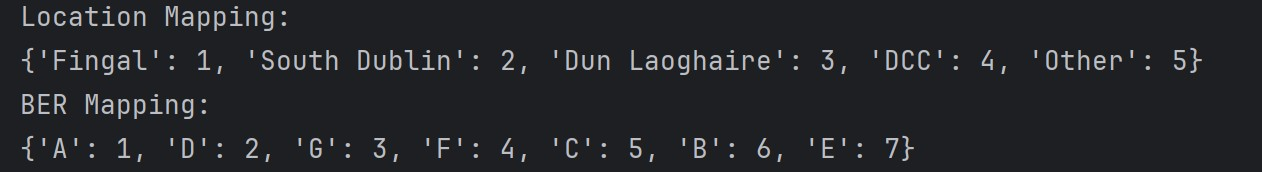 Location Mapping:
{'Fingal': 1, 'South Dublin': 2, 'Dun Laoghaire': 3, 'DCC': 4, 'Other': 5}
BER Mapping:
{'A': 1, 'D': 2, 'G': 3, 'F': 4, 'C': 5, 'B': 6, 'E': 7}